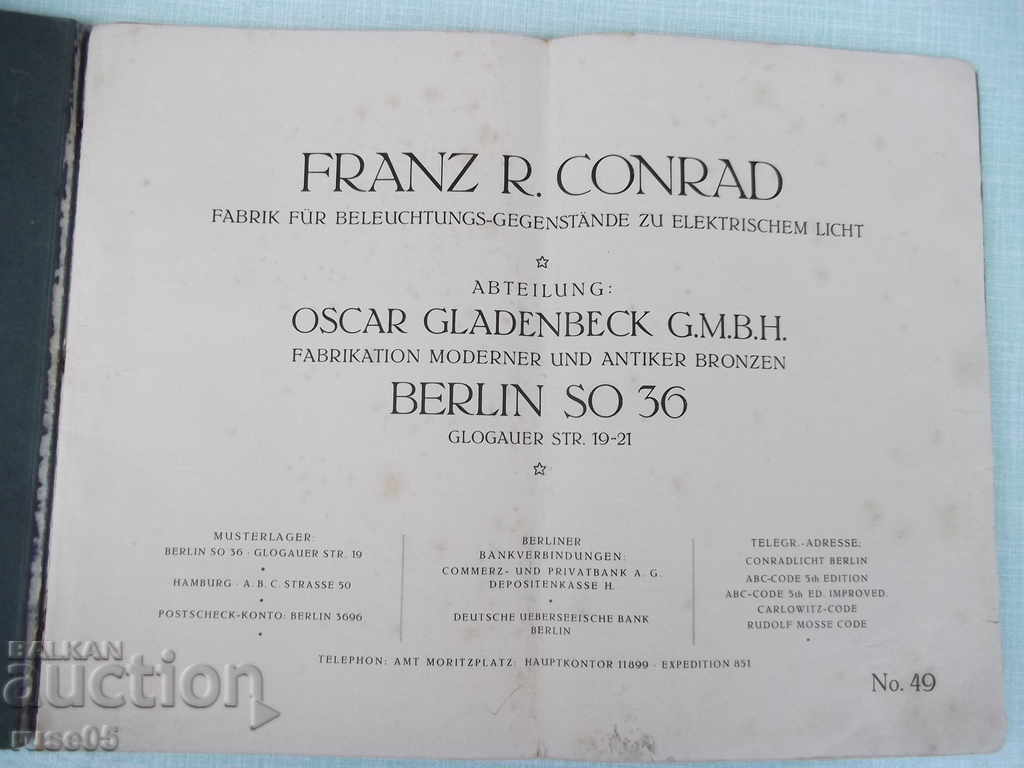 FRANZ R. CONRAD
FABRIK FÜR BELEUCHTUNGS-GEGENSTÄNDE ZU ELEKTRISCHEM LICHT
ABTEILUNG:
OSCAR GLADENBECK G.M.B.H.
FABRIKATION MODERNER UND ANTIKER BRONZEN
BERLIN SO 36
GLOGAUER STR. 19-21
MUSTERLAGER:
BERLIN SO 36 · GLOGAUER STR. 19
HAMBURG · A.B.C. STRASSE 50
POSTSCHECK-KONTO: BERLIN 3696
BERLINER
BANKVERBINDUNGEN:
COMMERZ- UND PRIVATBANK A. G.
DEPOSITENKASSE H.
DEUTSCHE UEBERSEEISCHE BANK
BERLIN
TELEGR.-ADRESSE:
CONRADLICHT BERLIN
ABC-CODE 5th EDITION
ABC-CODE 5th ED. IMPROVED.
CARLOWITZ-CODE
RUDOLF MOSSE CODE
TELEPHON: AMT MORITZPLATZ: HAUPTKONTOR 11899 · EXPEDITION 851
No. 49
BALKAN
auction
ruse05